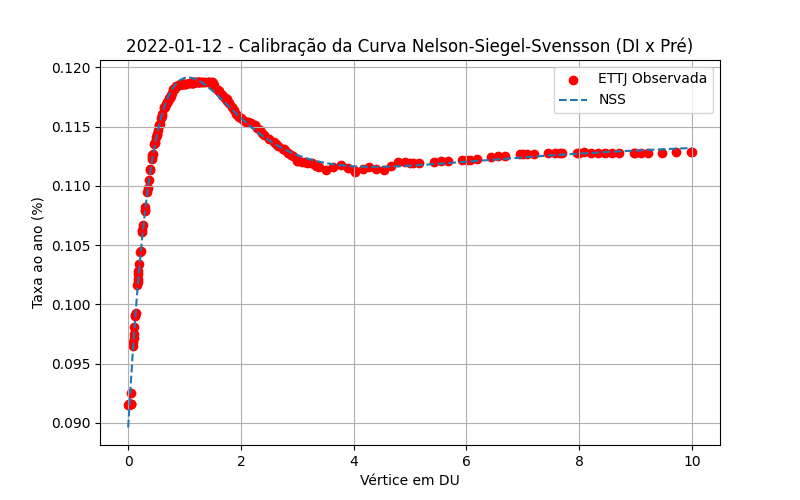 2022-01-12 - Calibração da Curva Nelson-Siegel-Svensson (DI x Pré)
ETTJ Observada
NSS
Taxa ao ano (%)
0.120
0.115
0.110
0.105
0.100
0.095
0.090
0 2 4 6 8 10
Vértice em DU